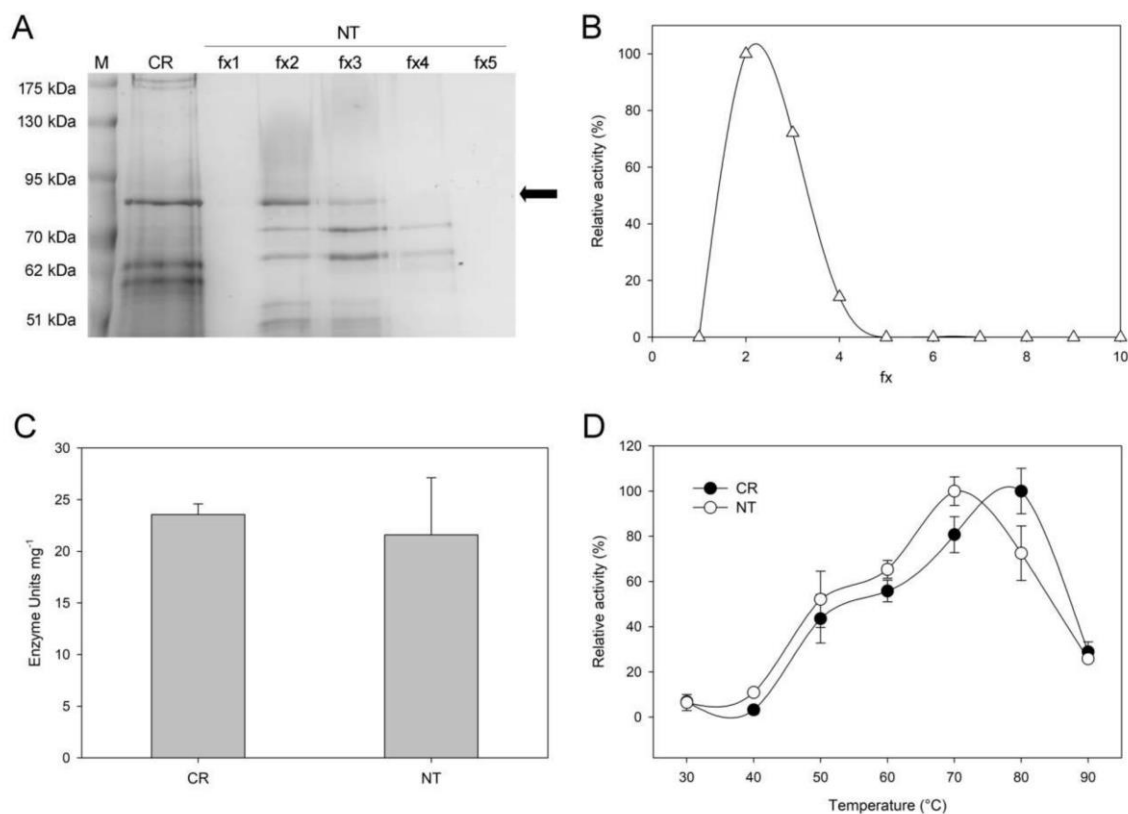 A
NT
M CR fx1 fx2 fx3 fx4 fx5
175 kDa
130 kDa
95 kDa
70 kDa
62 kDa
51 kDa
B
100
80
60
40
20
0
Relative activity (%)
0 2 4 6 8 10
fx
C
30
25
20
15
10
5
0
Enzyme Units mg-1
CR NT
D
120
100
80
60
40
20
0
Relative activity (%)
CR
NT
30 40 50 60 70 80 90
Temperature (°C)